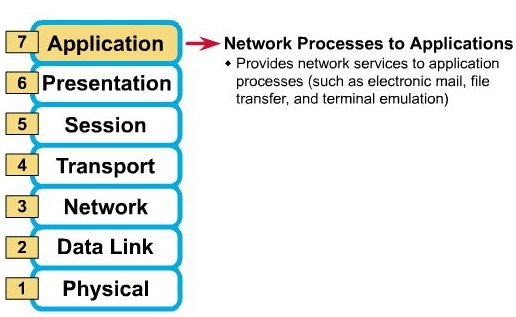 7 Application
Network Processes to Applications
◆ Provides network services to application
processes (such as electronic mail, file
transfer, and terminal emulation)
6 Presentation
5 Session
4 Transport
3 Network
2 Data Link
1 Physical